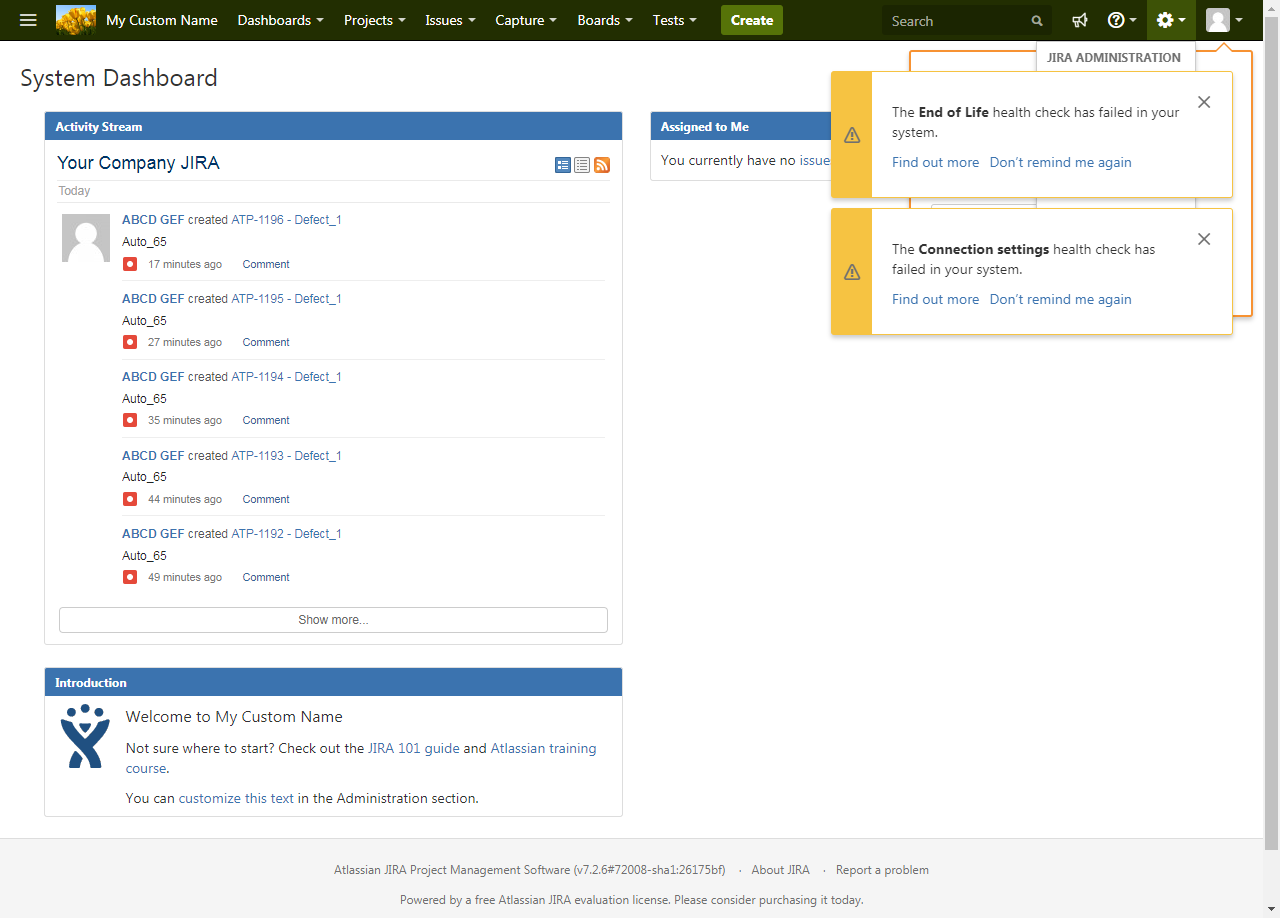 My Custom Name Dashboards Projects Issues Capture Boards Tests Create Search
JIRA ADMINISTRATION
System Dashboard
The End of Life health check has failed in your
system.
Find out more Don't remind me again
The Connection settings health check has
failed in your system.
Find out more Don't remind me again
Activity Stream
Your Company JIRA
Today
ABCD GEF created ATP-1196 - Defect_1
Auto_65
17 minutes ago Comment
ABCD GEF created ATP-1195 - Defect_1
Auto_65
27 minutes ago Comment
ABCD GEF created ATP-1194 - Defect_1
Auto_65
35 minutes ago Comment
ABCD GEF created ATP-1193 - Defect_1
Auto_65
44 minutes ago Comment
ABCD GEF created ATP-1192 - Defect_1
Auto_65
49 minutes ago Comment
Show more...
Assigned to Me
You currently have no issue
Introduction
Welcome to My Custom Name
Not sure where to start? Check out the JIRA 101 guide and Atlassian training
course.
You can customize this text in the Administration section.
Atlassian JIRA Project Management Software (v7.2.6#72008-sha1:26175bf) · About JIRA · Report a problem
Powered by a free Atlassian JIRA evaluation license. Please consider purchasing it today.